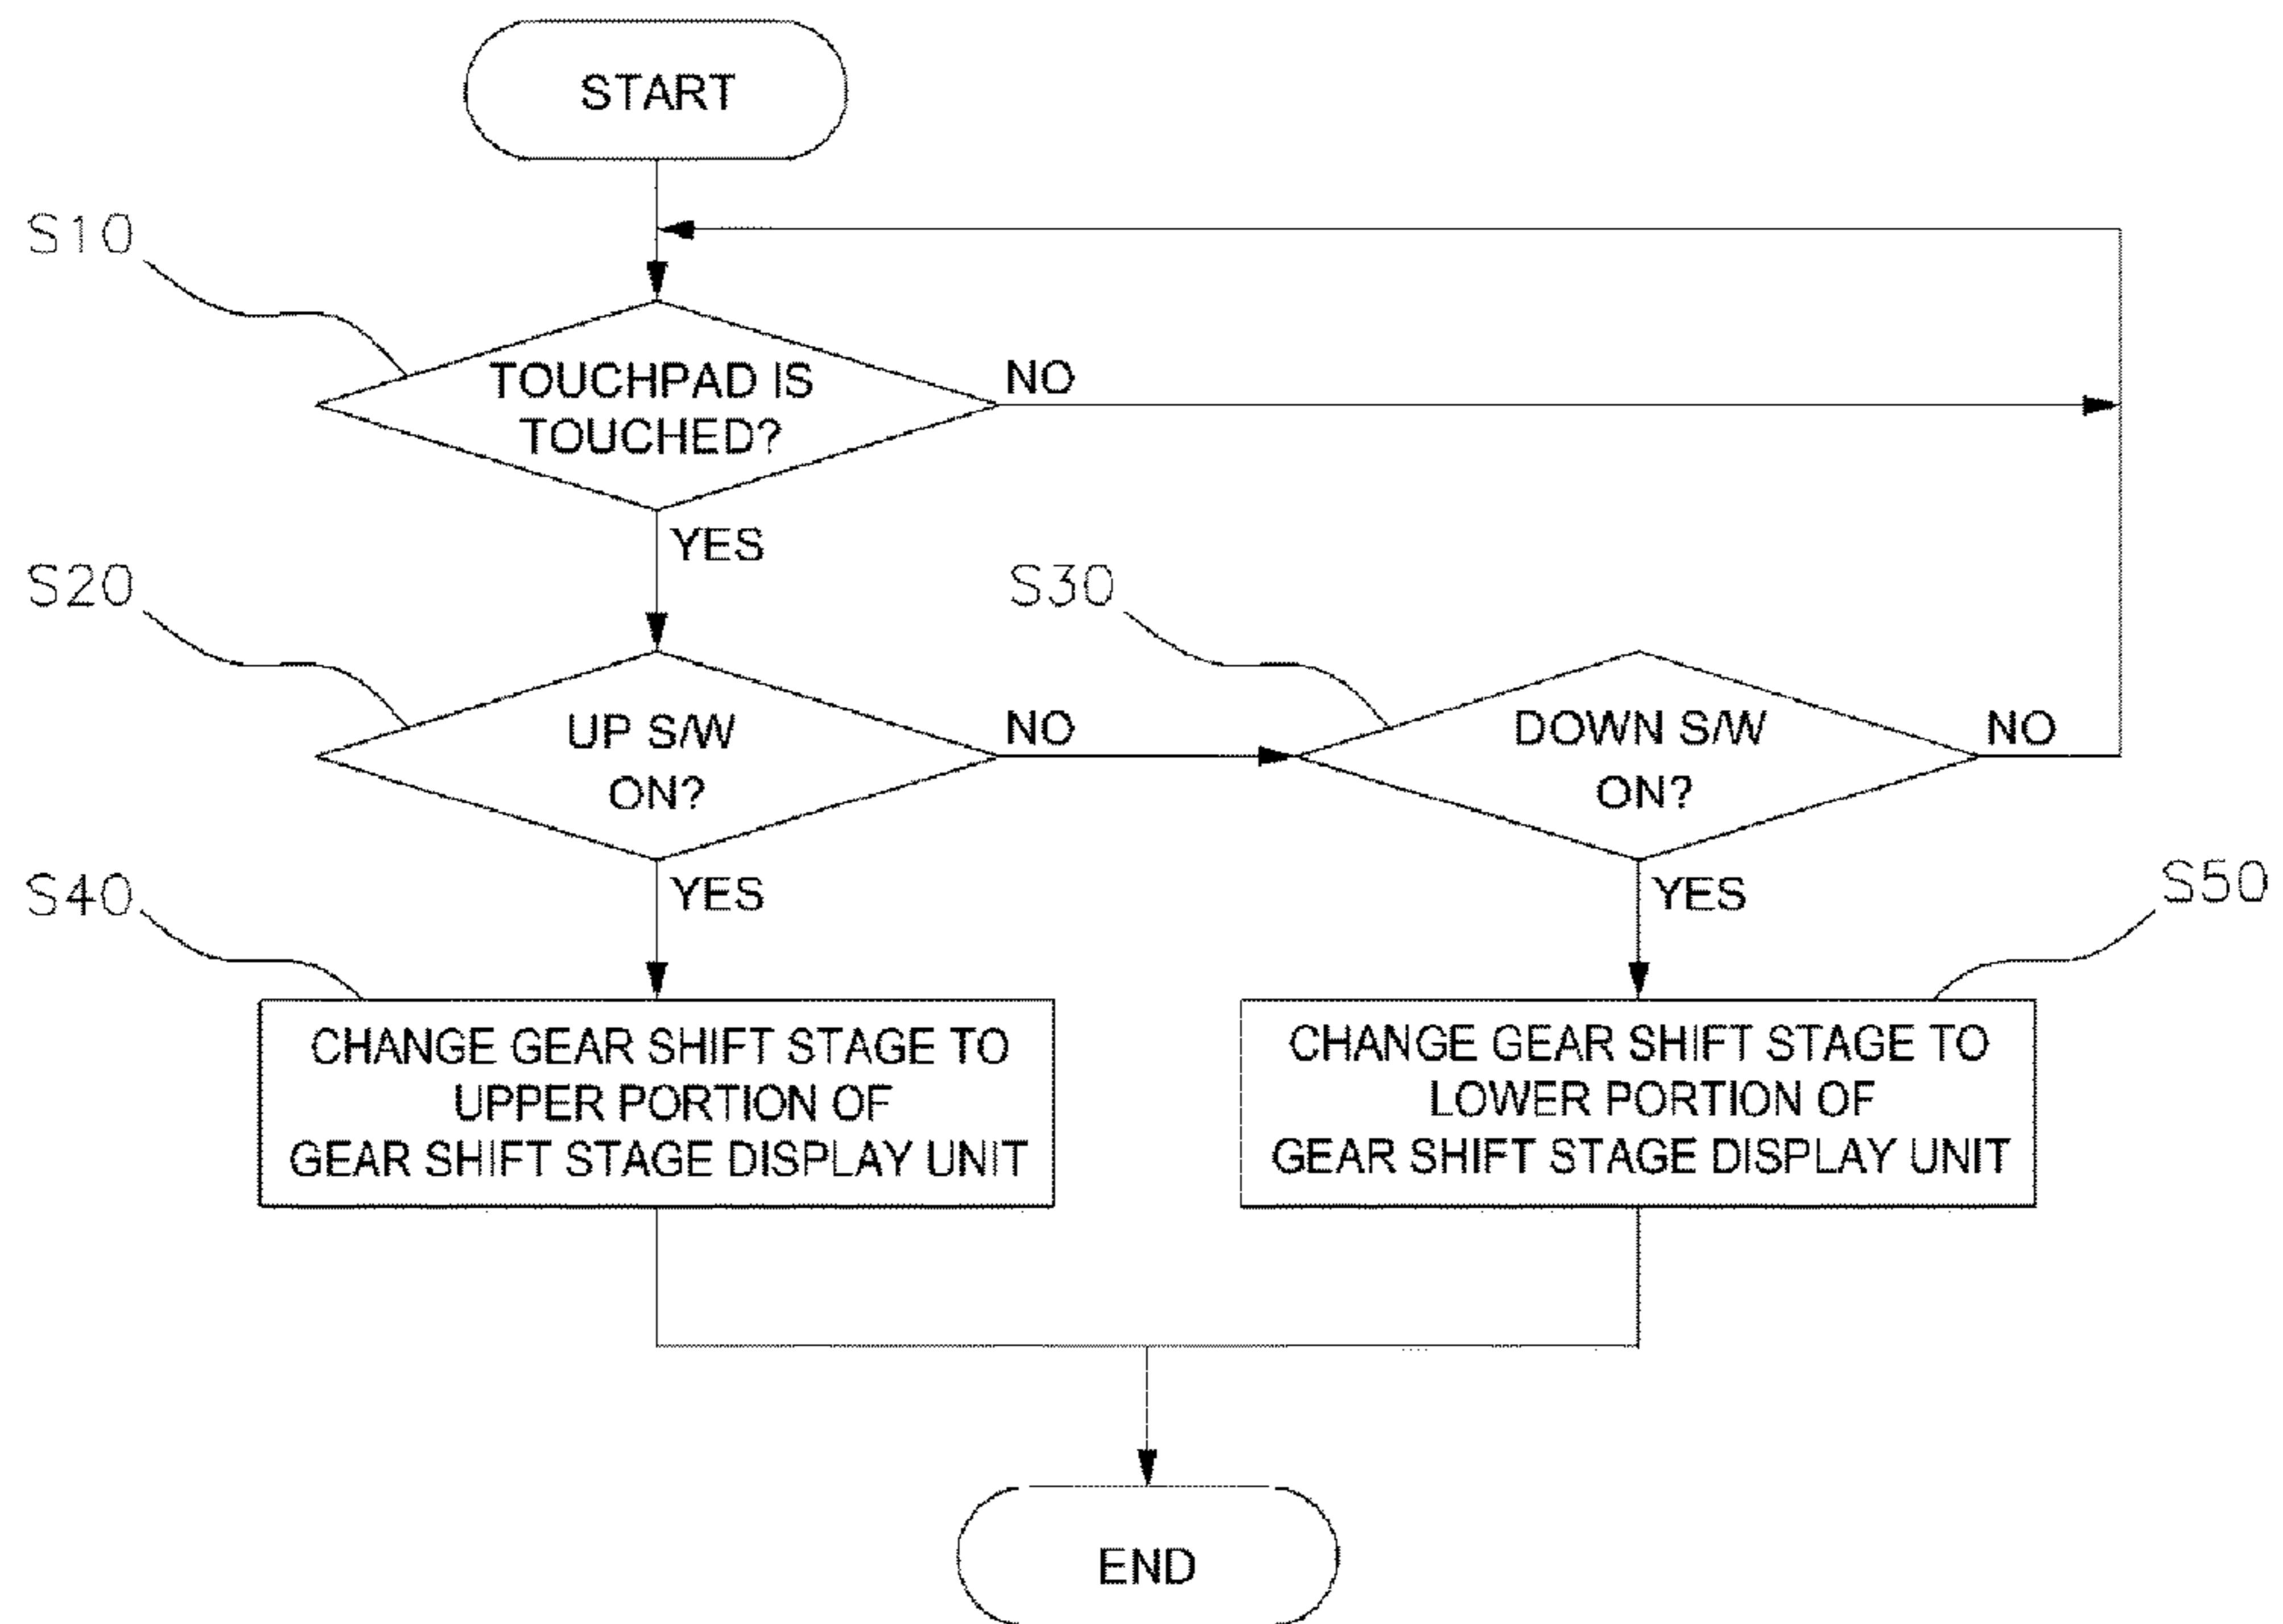 START
S10
TOUCHPAD IS
TOUCHED?
NO
YES
S20
UP S/W
ON?
NO
S30
DOWN S/W
ON?
NO
YES
YES
S40
CHANGE GEAR SHIFT STAGE TO
UPPER PORTION OF
GEAR SHIFT STAGE DISPLAY UNIT
S50
CHANGE GEAR SHIFT STAGE TO
LOWER PORTION OF
GEAR SHIFT STAGE DISPLAY UNIT
END